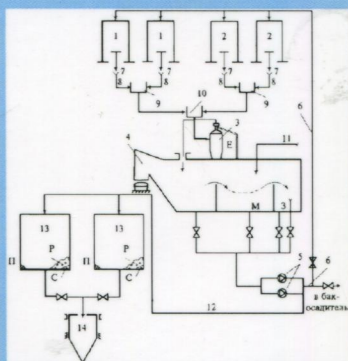 1 1 2 2
7 7 7 7
8 8 8 8
9 9
10
6
3
4
Е
11
М
З
13 13
Р Р
П П
С С
5
6
в бак-
осадитель
12
14